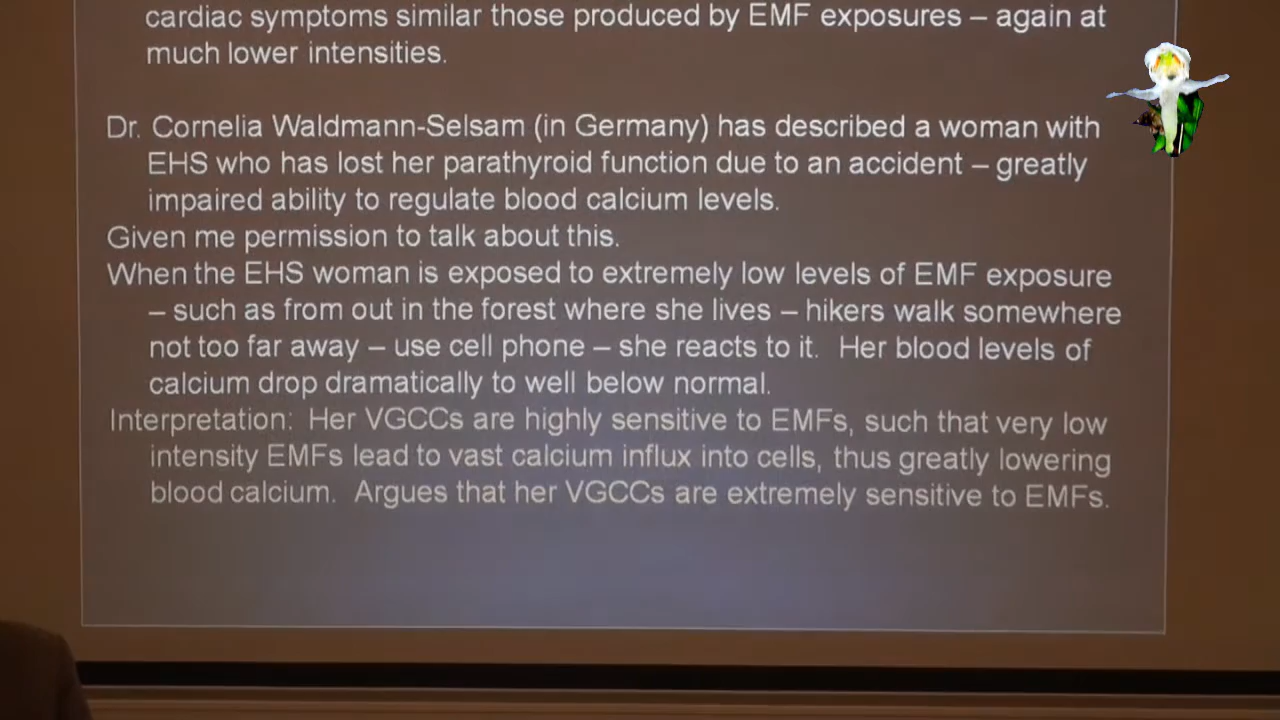 cardiac symptoms similar those produced by EMF exposures – again at
much lower intensities.
Dr. Cornelia Waldmann-Selsam (in Germany) has described a woman with
EHS who has lost her parathyroid function due to an accident – greatly
impaired ability to regulate blood calcium levels.
Given me permission to talk about this.
When the EHS woman is exposed to extremely low levels of EMF exposure
– such as from out in the forest where she lives – hikers walk somewhere
not too far away – use cell phone – she reacts to it.  Her blood levels of
calcium drop dramatically to well below normal.
Interpretation:  Her VGCCs are highly sensitive to EMFs, such that very low
intensity EMFs lead to vast calcium influx into cells, thus greatly lowering
blood calcium.  Argues that her VGCCs are extremely sensitive to EMFs.